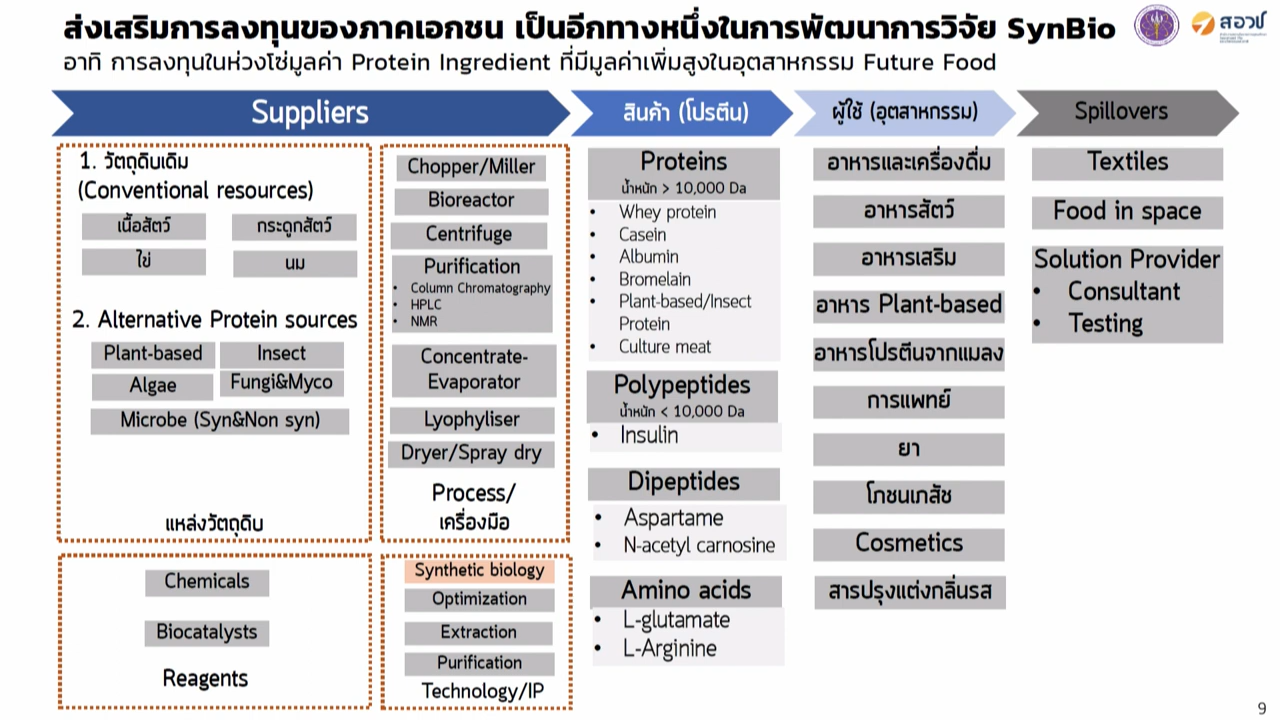 ส่งเสริมการลงทุนของภาคเอกชน เป็นอีกทางหนึ่งในการพัฒนาการวิจัย SynBio
สอวช
อาทิ การลงทุนในห่วงโซ่มูลค่า Protein Ingredient ที่มีมูลค่าเพิ่มสูงในอุตสาหกรรม Future Food
Suppliers
สินค้า (โปรตีน)
ผู้ใช้ (อุตสาหกรรม)
Spillovers
1. วัตถุดิบเดิม
(Conventional resources)
เนื้อสัตว์
กระดูกสัตว์
ไข่
นม
2. Alternative Protein sources
Plant-based
Insect
Algae
Fungi&Myco
Microbe (Syn&Non syn)
แหล่งวัตถุดิบ
Chopper/Miller
Bioreactor
Centrifuge
Purification
• Column Chromatography
• HPLC
• NMR
Concentrate-
Evaporator
Lyophyliser
Dryer/Spray dry
Process/
เครื่องมือ
Chemicals
Biocatalysts
Reagents
Synthetic biology
Optimization
Extraction
Purification
Technology/IP
Proteins
น้ำหนัก > 10,000 Da
• Whey protein
• Casein
• Albumin
• Bromelain
• Plant-based/Insect
Protein
• Culture meat
Polypeptides
น้ำหนัก < 10,000 Da
• Insulin
Dipeptides
• Aspartame
• N-acetyl carnosine
Amino acids
• L-glutamate
• L-Arginine
อาหารและเครื่องดื่ม
อาหารสัตว์
อาหารเสริม
อาหาร Plant-based
อาหารโปรตีนจากแมลง
การแพทย์
ยา
โภชนเภสัช
Cosmetics
สารปรุงแต่งกลิ่นรส
Textiles
Food in space
Solution Provider
• Consultant
• Testing
9